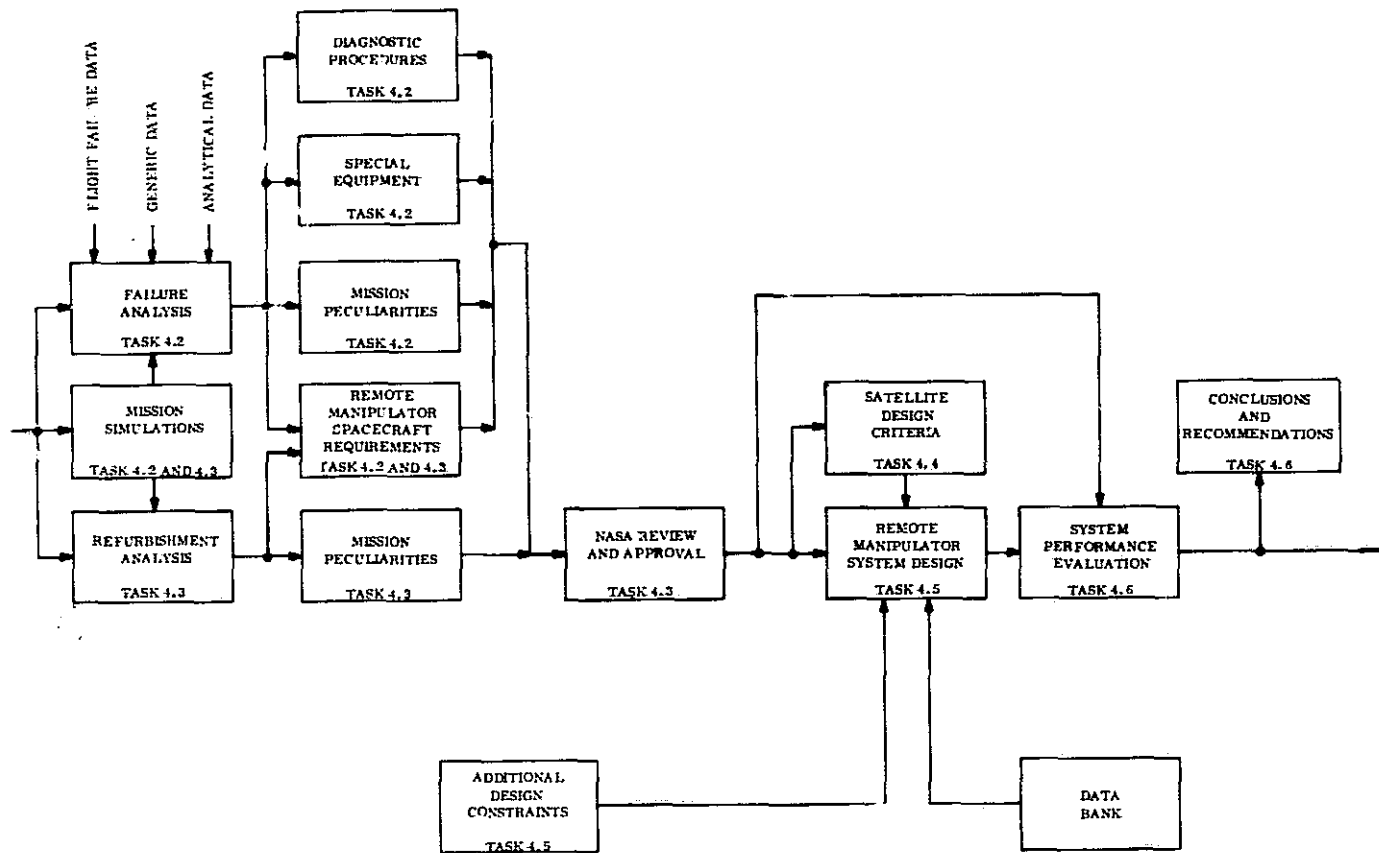 FLIGHT FAIL RE DATA
GENERIC DATA
ANALYTICAL DATA
DIAGNOSTIC
PROCEDURES
TASK 4.2
SPECIAL
EQUIPMENT
TASK 4.2
FAILURE
ANALYSIS
TASK 4.2
MISSION
PECULIARITIES
TASK 4.2
MISSION
SIMULATIONS
TASK 4.2 AND 4.3
REMOTE
MANIPULATOR
SPACECRAFT
REQUIREMENTS
TASK 4.2 AND 4.3
SATELLITE
DESIGN
CRITERIA
TASK 4.4
CONCLUSIONS
AND
RECOMMENDATIONS
TASK 4.6
REFURBISHMENT
ANALYSIS
TASK 4.3
MISSION
PECULIARITIES
TASK 4.3
NASA REVIEW
AND APPROVAL
TASK 4.3
REMOTE
MANIPULATOR
SYSTEM DESIGN
TASK 4.5
SYSTEM
PERFORMANCE
EVALUATION
TASK 4.6
ADDITIONAL
DESIGN
CONSTRAINTS
TASK 4.5
DATA
BANK